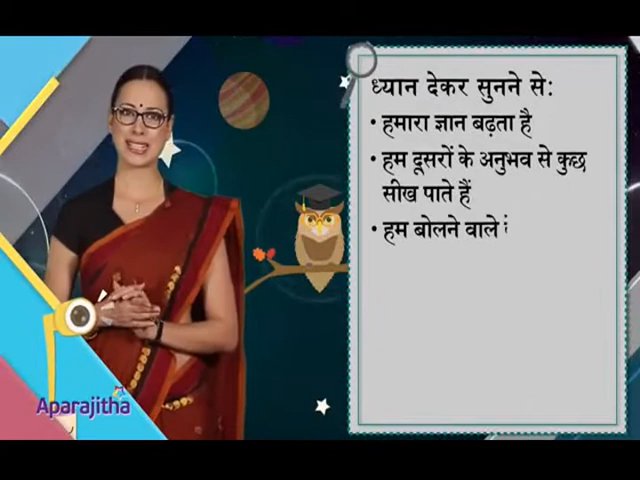 ध्यान देकर सुनने से:
• हमारा ज्ञान बढ़ता है
• हम दूसरों के अनुभव से कुछ
सीख पाते हैं
• हम बोलने वाले
Aparajitha